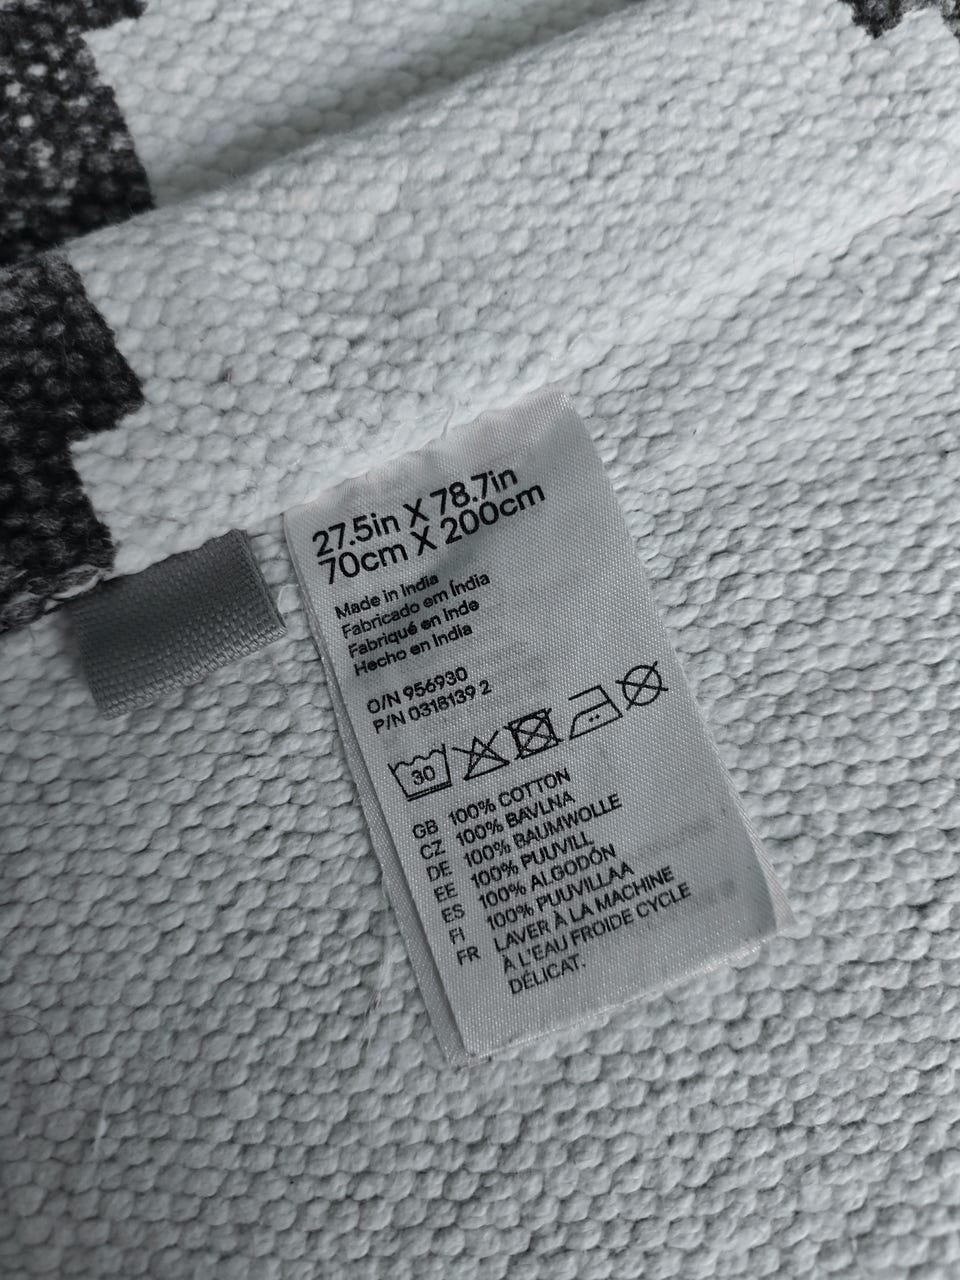 27.5in X 78.7in
70cm X 200cm
Made in India
Fabricado em Índia
Fabriqué en Inde
Hecho en India
O/N 956930
P/N 0318139 2
30
GB 100% COTTON
CZ 100% BAVLNA
DE 100% BAUMWOLLE
EE 100% PUUVILL
ES 100% ALGODÓN
FI 100% PUUVILLAA
FR LAVER À LA MACHINE
À L'EAU FROIDE CYCLE
DÉLICAT.